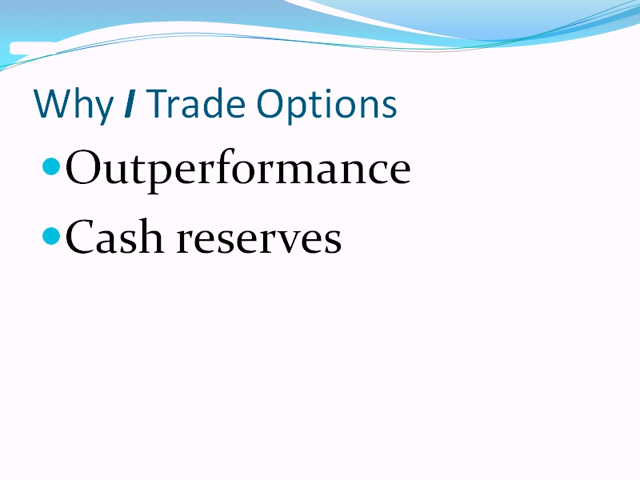 Why I Trade Options
•Outperformance
•Cash reserves